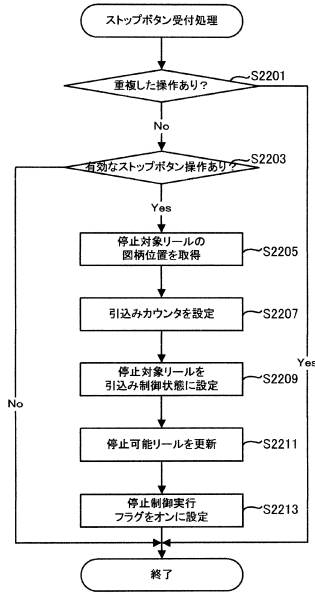 ストップボタン受付処理
重複した操作あり?
S2201
No
有効なストップボタン操作あり?
S2203
Yes
停止対象リールの
図柄位置を取得
S2205
引込みカウンタを設定
S2207
停止対象リールを
引込み制御状態に設定
S2209
Yes
No
停止可能リールを更新
S2211
停止制御実行
フラグをオンに設定
S2213
終了